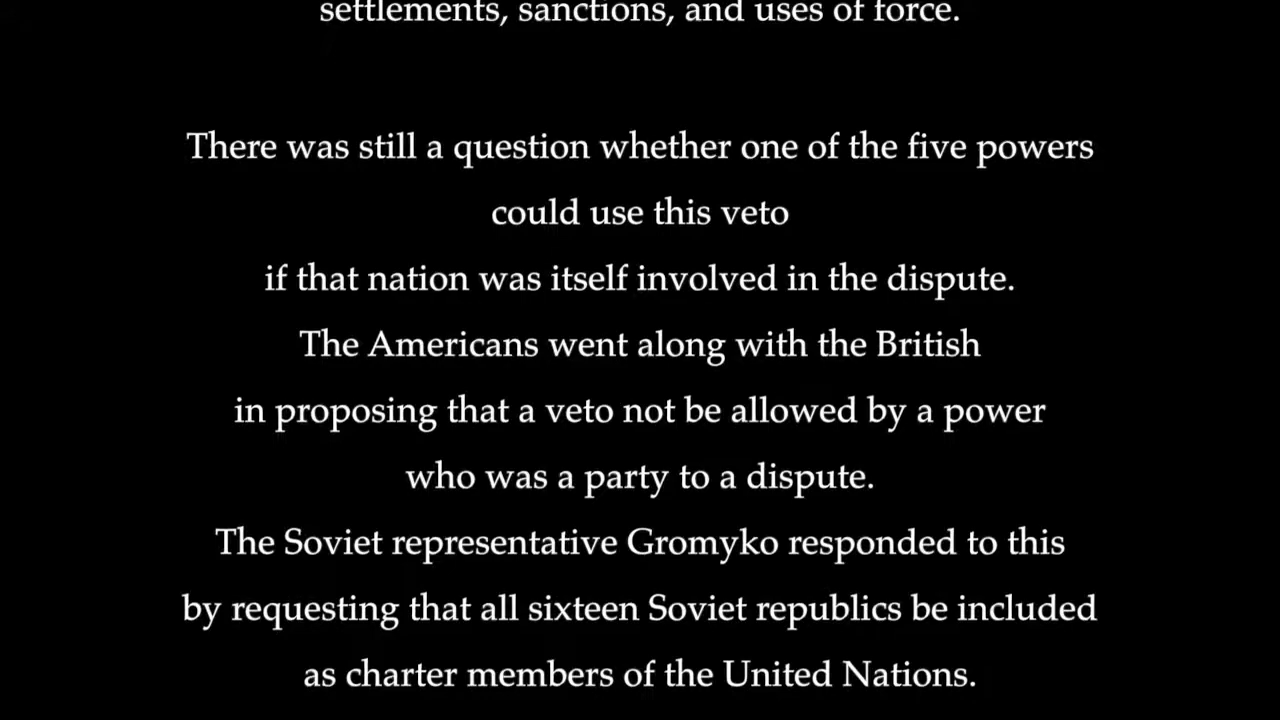 settlements, sanctions, and uses of force.
There was still a question whether one of the five powers
could use this veto
if that nation was itself involved in the dispute.
The Americans went along with the British
in proposing that a veto not be allowed by a power
who was a party to a dispute.
The Soviet representative Gromyko responded to this
by requesting that all sixteen Soviet republics be included
as charter members of the United Nations.